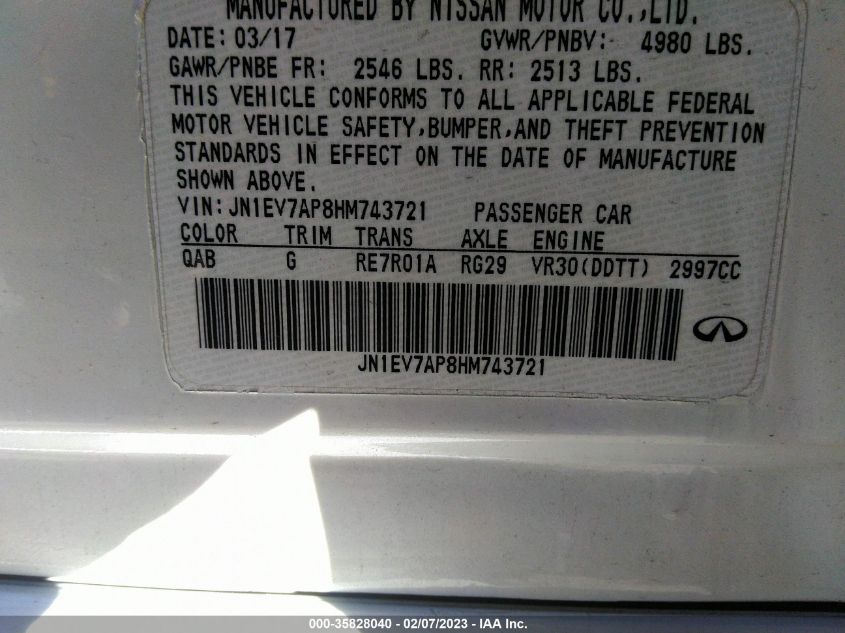 MANUFACTURED BY NISSAN MOTOR CO.,LTD.
DATE: 03/17 GVWR/PNBV: 4980 LBS.
GAWR/PNBE FR: 2546 LBS. RR: 2513 LBS.
THIS VEHICLE CONFORMS TO ALL APPLICABLE FEDERAL
MOTOR VEHICLE SAFETY,BUMPER,AND THEFT PREVENTION
STANDARDS IN EFFECT ON THE DATE OF MANUFACTURE
SHOWN ABOVE.
VIN: JN1EV7AP8HM743721 PASSENGER CAR
COLOR TRIM TRANS AXLE ENGINE
QAB G RE7R01A RG29 VR30(DDTT) 2997CC
JN1EV7AP8HM743721
000-35828040 - 02/07/2023 - IAA Inc.